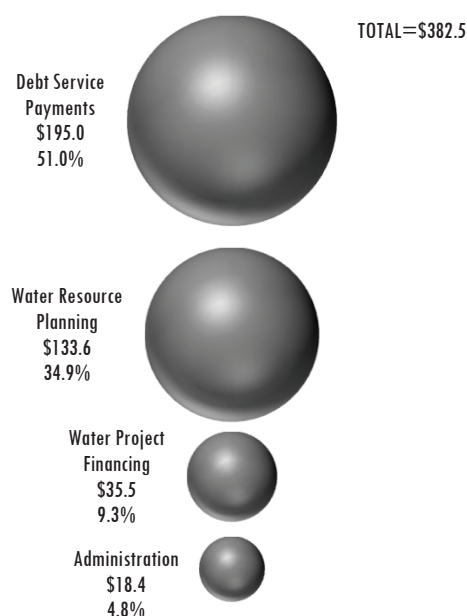 TOTAL=$382.5
Debt Service
Payments
$195.0
51.0%
Water Resource
Planning
$133.6
34.9%
Water Project
Financing
$35.5
9.3%
Administration
$18.4
4.8%